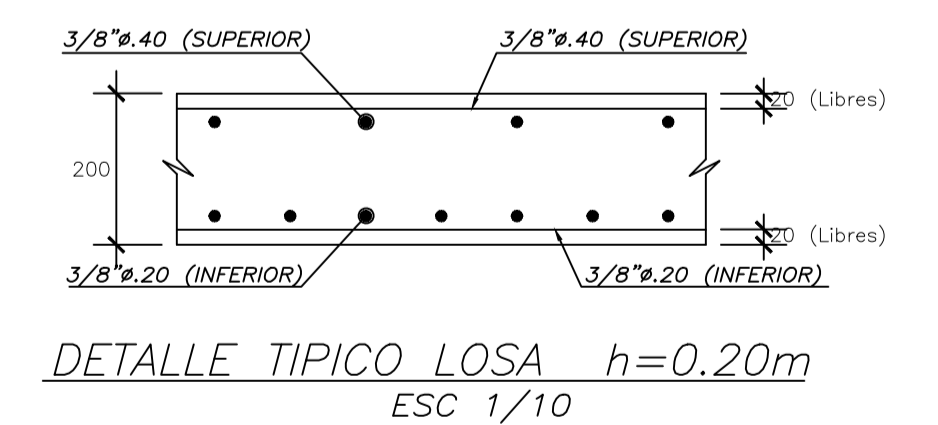 3/8"ø.40 (SUPERIOR)
3/8"ø.40 (SUPERIOR)
20 (Libres)
200
20 (Libres)
3/8"ø.20 (INFERIOR)
3/8"ø.20 (INFERIOR)
DETALLE TIPICO LOSA h=0.20m
ESC 1/10